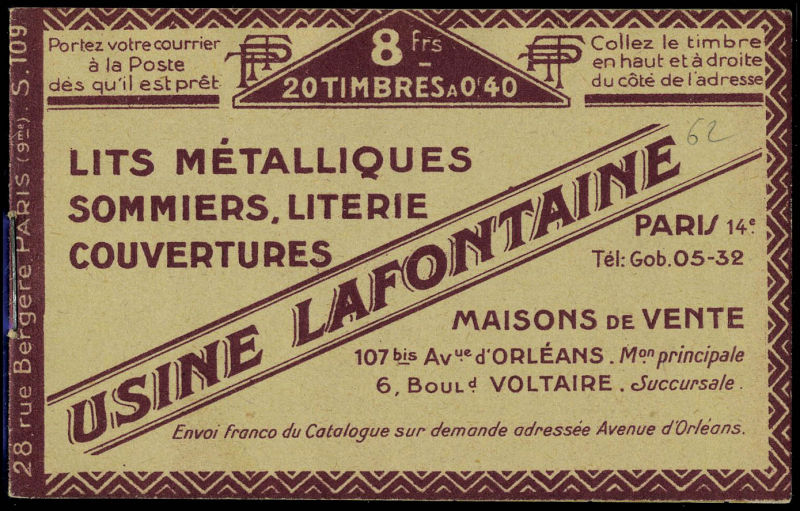 Portez votre courrier
à la Poste
dès qu'il est prêt
PTT
8 frs
20 TIMBRES A 0f40
PTT
Collez le timbre
en haut et à droite
du côté de l'adresse
LITS MÉTALLIQUES
SOMMIERS, LITERIE
COUVERTURES
USINE LAFONTAINE
62
PARIS 14e
Tél: Gob. 05-32
MAISONS DE VENTE
107 bis Avue d'ORLÉANS. Mon principale
6, Bould VOLTAIRE. Succursale.
Envoi franco du Catalogue sur demande adressée Avenue d'Orléans.
28, rue Bergère PARIS (9me). S. 109